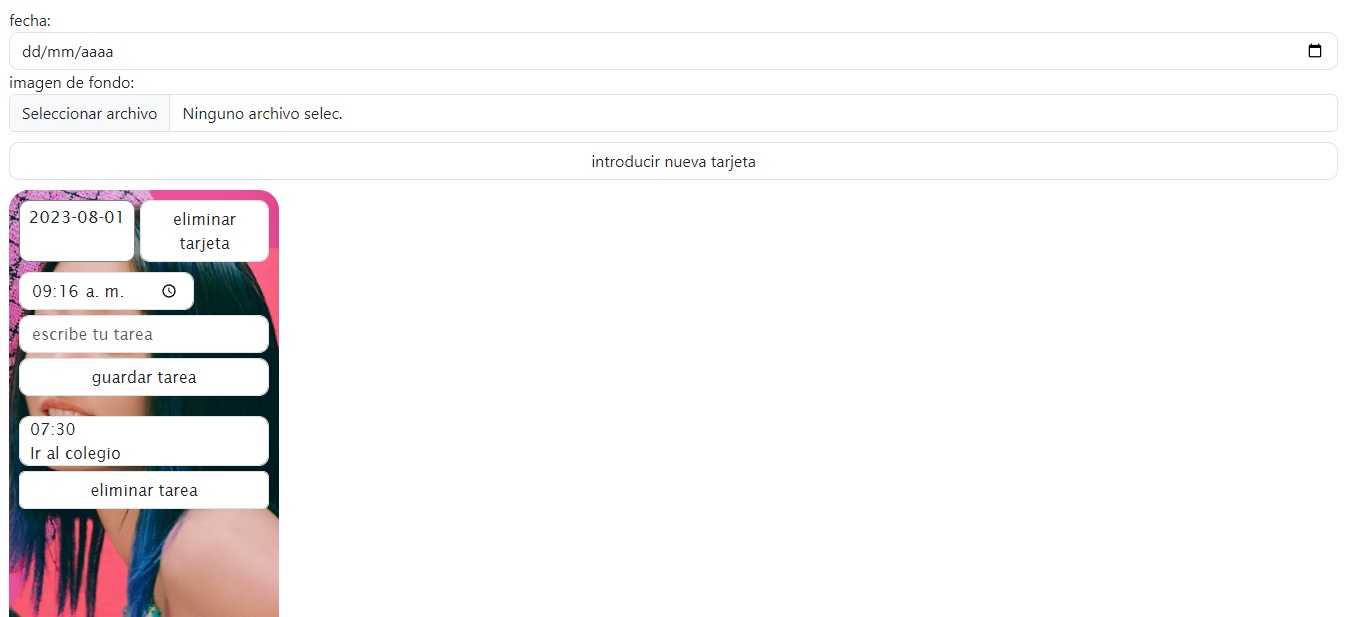 fecha:
dd/mm/aaaa
imagen de fondo:
Seleccionar archivo Ninguno archivo selec.
introducir nueva tarjeta
2023-08-01
eliminar
tarjeta
09:16 a. m.
escribe tu tarea
guardar tarea
07:30
Ir al colegio
eliminar tarea